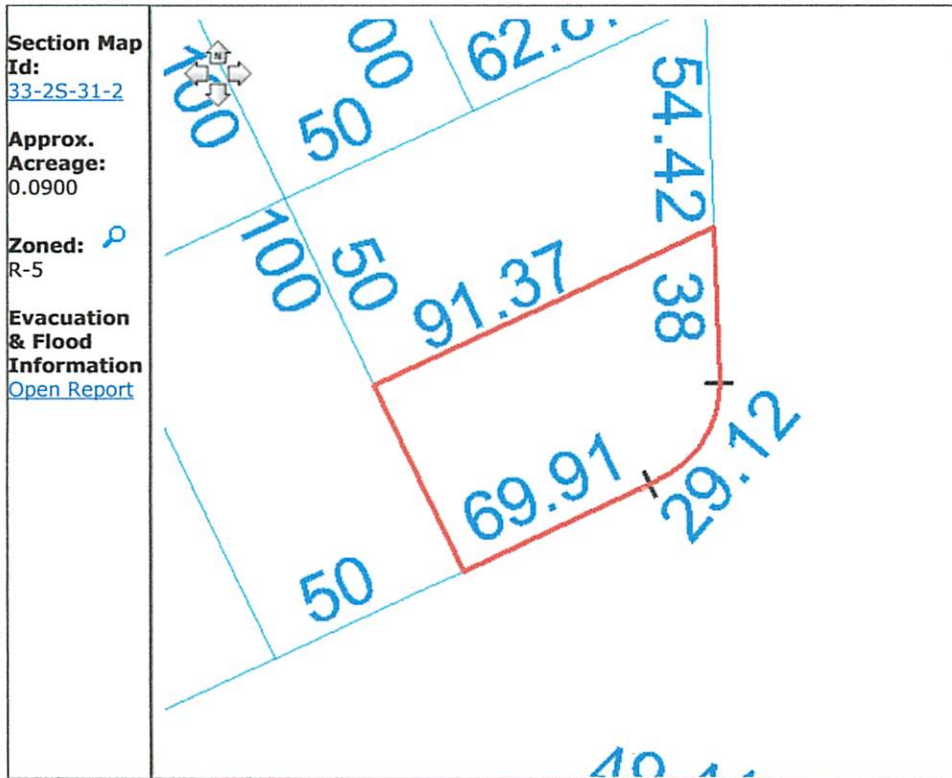 Section Map
Id:
33-2S-31-2
Approx.
Acreage:
0.0900
Zoned:
R-5
Evacuation
& Flood
Information
Open Report
N
100
50
54.42
100
50
91.37
38
69.91
29.12
50